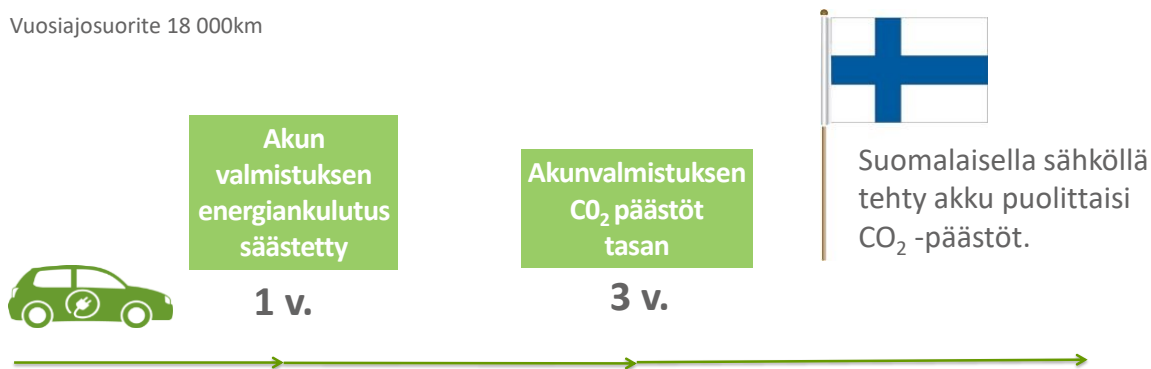 Vuosiajosuorite 18 000km
Akun
valmistuksen
energiankulutus
säästetty
1 v.
Akunvalmistuksen
C0₂ päästöt
tasan
3 v.
Suomalaisella sähköllä
tehty akku puolittaisi
CO₂ -päästöt.